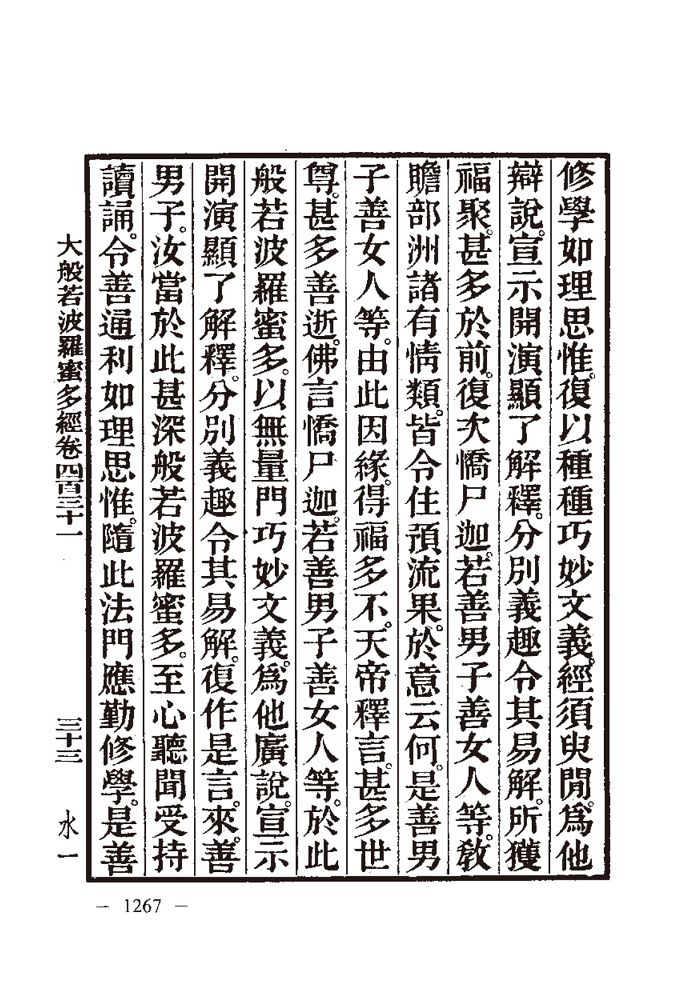 修學如理思惟。復以種種巧妙文義。經須臾閒。爲他
辯說。宣示開演顯了解釋。分別義趣令其易解。所獲
福聚。甚多於前。復次憍尸迦。若善男子善女人等。敎
贍部洲諸有情類。皆令住預流果。於意云何。是善男
子善女人等。由此因緣。得福多不。天帝釋言。甚多世
尊。甚多善逝。佛言憍尸迦。若善男子善女人等。於此
般若波羅蜜多。以無量門巧妙文義。爲他廣說。宣示
開演顯了解釋。分別義趣令其易解。復作是言。來。善
男子。汝當於此甚深般若波羅蜜多。至心聽聞受持
讀誦。令善通利如理思惟。隨此法門應勤修學。是善
大般若波羅蜜多經卷四百三十一 三十三 水一
— 1267 —